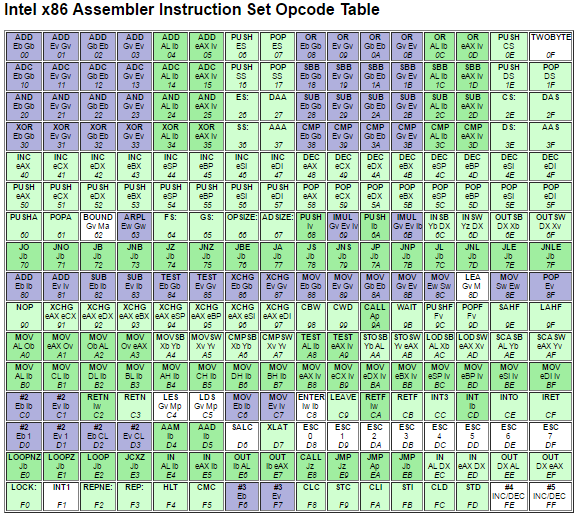 Intel x86 Assembler Instruction Set Opcode Table
ADD ADD ADD ADD ADD ADD PUSH POP OR OR OR OR OR OR PUSH TWOBYTE
Eb Gb Ev Gv Gb Eb Gv Ev AL Ib eAX Iv ES ES Eb Gb Ev Gv Gb Eb Gv Ev AL Ib eAX Iv CS
00 01 02 03 04 05 06 07 08 09 0A 0B 0C 0D 0E 0F
ADC ADC ADC ADC ADC ADC PUSH POP SBB SBB SBB SBB SBB SBB PUSH POP
Eb Gb Ev Gv Gb Eb Gv Ev AL Ib eAX Iv SS SS Eb Gb Ev Gv Gb Eb Gv Ev AL Ib eAX Iv DS DS
10 11 12 13 14 15 16 17 18 19 1A 1B 1C 1D 1E 1F
AND AND AND AND AND AND ES: DAA SUB SUB SUB SUB SUB SUB CS: DAS
Eb Gb Ev Gv Gb Eb Gv Ev AL Ib eAX Iv Eb Gb Ev Gv Gb Eb Gv Ev AL Ib eAX Iv
20 21 22 23 24 25 26 27 28 29 2A 2B 2C 2D 2E 2F
XOR XOR XOR XOR XOR XOR SS: AAA CMP CMP CMP CMP CMP CMP DS: AAS
Eb Gb Ev Gv Gb Eb Gv Ev AL Ib eAX Iv Eb Gb Ev Gv Gb Eb Gv Ev AL Ib eAX Iv
30 31 32 33 34 35 36 37 38 39 3A 3B 3C 3D 3E 3F
INC INC INC INC INC INC INC INC DEC DEC DEC DEC DEC DEC DEC DEC
eAX eCX eDX eBX eSP eBP eSI eDI eAX eCX eDX eBX eSP eBP eSI eDI
40 41 42 43 44 45 46 47 48 49 4A 4B 4C 4D 4E 4F
PUSH PUSH PUSH PUSH PUSH PUSH PUSH PUSH POP POP POP POP POP POP POP POP
eAX eCX eDX eBX eSP eBP eSI eDI eAX eCX eDX eBX eSP eBP eSI eDI
50 51 52 53 54 55 56 57 58 59 5A 5B 5C 5D 5E 5F
PUSHA POPA BOUND ARPL FS: GS: OPSIZE: ADSIZE: PUSH IMUL PUSH IMUL INSB INSW OUTSB OUTSW
Gv Ma Ew Gw Iv Gv Ev Iv Ib Gv Ev Ib Yb DX Yz DX DX Xb DX Xv
60 61 62 63 64 65 66 67 68 69 6A 6B 6C 6D 6E 6F
JO JNO JB JNB JZ JNZ JBE JA JS JNS JP JNP JL JNL JLE JNLE
Jb Jb Jb Jb Jb Jb Jb Jb Jb Jb Jb Jb Jb Jb Jb Jb
70 71 72 73 74 75 76 77 78 79 7A 7B 7C 7D 7E 7F
ADD ADD SUB SUB TEST TEST XCHG XCHG MOV MOV MOV MOV MOV LEA MOV POP
Eb Ib Ev Iv Eb Ib Ev Ib Eb Gb Ev Gv Eb Gb Ev Gv Eb Gb Ev Gv Gb Eb Gv Ev Ew Sw Gv M Sw Ew Ev
80 81 82 83 84 85 86 87 88 89 8A 8B 8C 8D 8E 8F
NOP XCHG XCHG XCHG XCHG XCHG XCHG XCHG CBW CWD CALL WAIT PUSHF POPF SAHF LAHF
eAX eCX eAX eDX eAX eBX eAX eSP eAX eBP eAX eSI eAX eDI Ap Fv Fv
90 91 92 93 94 95 96 97 98 99 9A 9B 9C 9D 9E 9F
MOV MOV MOV MOV MOVSB MOVSW CMPSB CMPSW TEST TEST STOSB STOSW LODSB LODSW SCASB SCASW
AL Ob eAX Ov Ob AL Ov eAX Xb Yb Xv Yv Xb Yb Xv Yv AL Ib eAX Iv Yb AL Yv eAX AL Xb eAX Xv AL Yb eAX Yv
A0 A1 A2 A3 A4 A5 A6 A7 A8 A9 AA AB AC AD AE AF
MOV MOV MOV MOV MOV MOV MOV MOV MOV MOV MOV MOV MOV MOV MOV MOV
AL Ib CL Ib DL Ib BL Ib AH Ib CH Ib DH Ib BH Ib eAX Iv eCX Iv eDX Iv eBX Iv eSP Iv eBP Iv eSI Iv eDI Iv
B0 B1 B2 B3 B4 B5 B6 B7 B8 B9 BA BB BC BD BE BF
#2 #2 RETN RETN LES LDS MOV MOV ENTER LEAVE RETF RETF INT3 INT INTO IRET
Eb Ib Ev Ib Iw Gv Mp Gv Mp Eb Ib Ev Iv Iw Ib Iw Ib
C0 C1 C2 C3 C4 C5 C6 C7 C8 C9 CA CB CC CD CE CF
#2 #2 #2 #2 AAM AAD SALC XLAT ESC ESC ESC ESC ESC ESC ESC ESC
Eb 1 Ev 1 Eb CL Ev CL Ib Ib 0 1 2 3 4 5 6 7
D0 D1 D2 D3 D4 D5 D6 D7 D8 D9 DA DB DC DD DE DF
LOOPNZ LOOPZ LOOP JCXZ IN IN OUT OUT CALL JMP JMP JMP IN IN OUT OUT
Jb Jb Jb Jb AL Ib eAX Ib Ib AL Ib eAX Jz Jz Ap Jb AL DX eAX DX DX AL DX eAX
E0 E1 E2 E3 E4 E5 E6 E7 E8 E9 EA EB EC ED EE EF
LOCK: INT1 REPNE: REP: HLT CMC #3 #3 CLC STC CLI STI CLD STD #4 #5
Eb Ev INC/DEC INC/DEC
F0 F1 F2 F3 F4 F5 F6 F7 F8 F9 FA FB FC FD FE FF